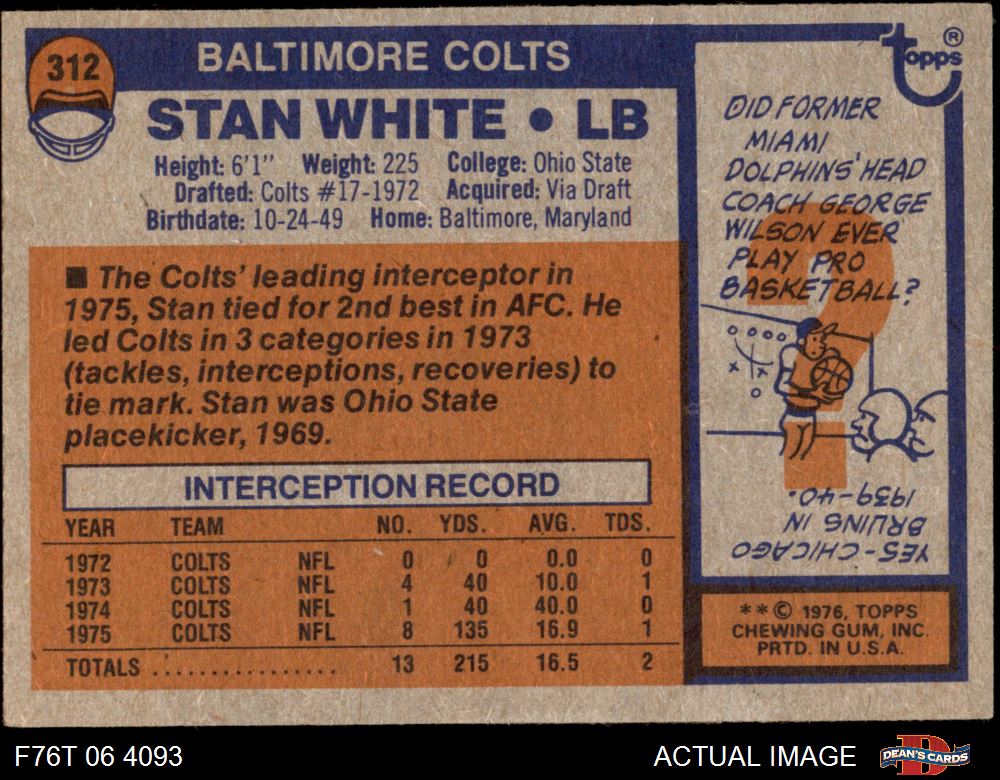 312
BALTIMORE COLTS
STAN WHITE • LB
Height: 6'1" Weight: 225 College: Ohio State
Drafted: Colts #17-1972 Acquired: Via Draft
Birthdate: 10-24-49 Home: Baltimore, Maryland
■ The Colts' leading interceptor in
1975, Stan tied for 2nd best in AFC. He
led Colts in 3 categories in 1973
(tackles, interceptions, recoveries) to
tie mark. Stan was Ohio State
placekicker, 1969.
INTERCEPTION RECORD
YEAR TEAM NO. YDS. AVG. TDS.
1972 COLTS NFL 0 0 0.0 0
1973 COLTS NFL 4 40 10.0 1
1974 COLTS NFL 1 40 40.0 0
1975 COLTS NFL 8 135 16.9 1
TOTALS ................. 13 215 16.5 2
topps®
DID FORMER
MIAMI
DOLPHINS' HEAD
COACH GEORGE
WILSON EVER
PLAY PRO
BASKETBALL?
YES-CHICAGO
BRUINS IN
1939-40.
**© 1976, TOPPS
CHEWING GUM, INC.
PRTD. IN U.S.A.
F76T 06 4093
ACTUAL IMAGE
DEAN'S CARDS